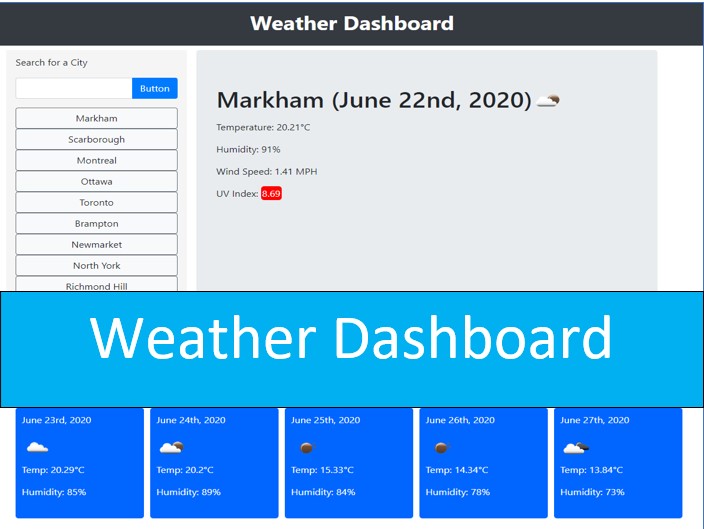 Weather Dashboard
Search for a City
Button
Markham
Scarborough
Montreal
Ottawa
Toronto
Brampton
Newmarket
North York
Richmond Hill
Markham (June 22nd, 2020)
Temperature: 20.21°C
Humidity: 91%
Wind Speed: 1.41 MPH
UV Index: 8.69
Weather Dashboard
June 23rd, 2020
Temp: 20.29°C
Humidity: 85%
June 24th, 2020
Temp: 20.2°C
Humidity: 89%
June 25th, 2020
Temp: 15.33°C
Humidity: 84%
June 26th, 2020
Temp: 14.34°C
Humidity: 78%
June 27th, 2020
Temp: 13.84°C
Humidity: 73%